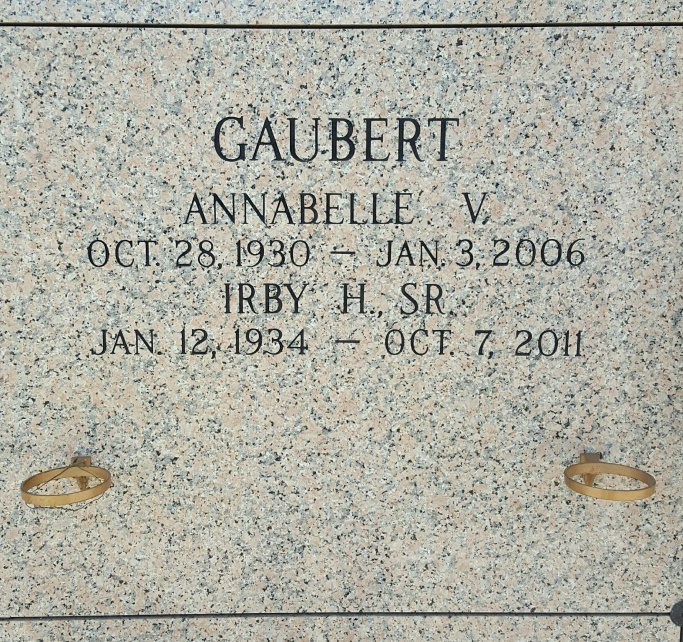 GAUBERT
ANNABELLE V.
OCT. 28, 1930 — JAN. 3, 2006
IRBY H., SR.
JAN. 12, 1934 — OCT. 7, 2011